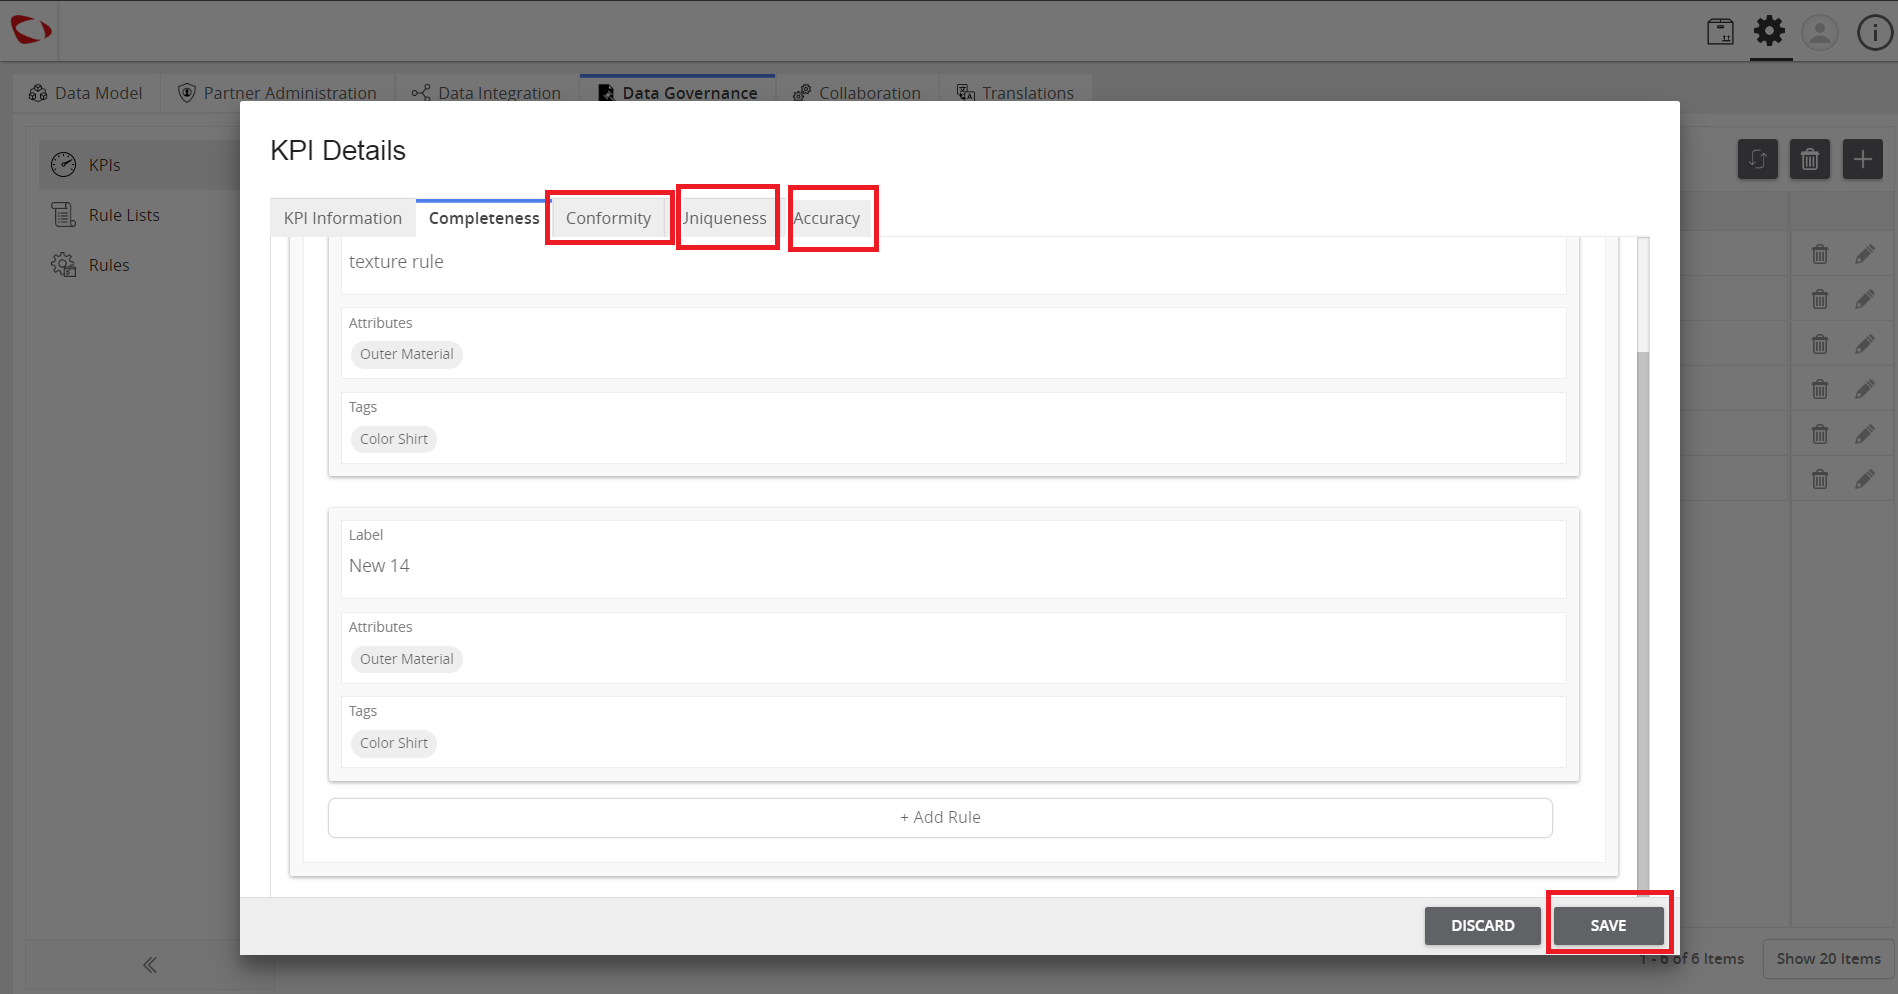 Data Model
Partner Administration
Data Integration
Data Governance
Collaboration
Translations
KPIs
Rule Lists
Rules
KPI Details
KPI Information
Completeness
Conformity
Uniqueness
Accuracy
texture rule
Attributes
Outer Material
Tags
Color Shirt
Label
New 14
Attributes
Outer Material
Tags
Color Shirt
+ Add Rule
DISCARD
SAVE
1 - 6 of 6 Items
Show 20 Items